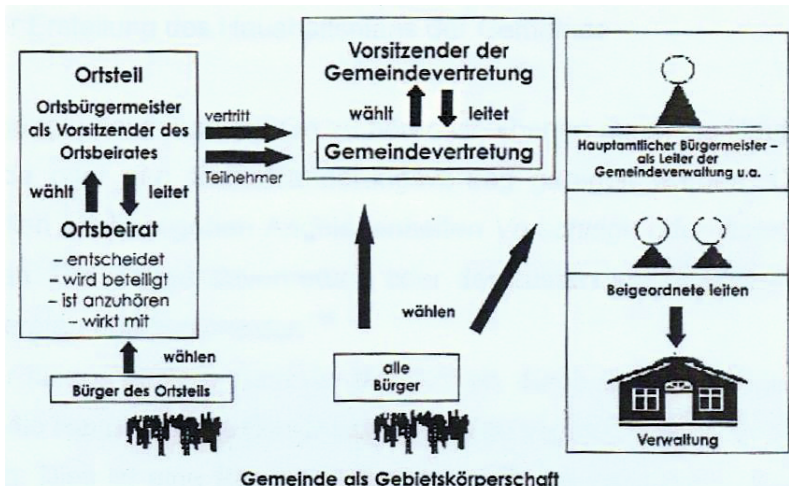 Ortsteil
Ortsbürgermeister
als Vorsitzender des
Ortsbeirates
wählt
leitet
Ortsbeirat
– entscheidet
– wird beteiligt
– ist anzuhören
– wirkt mit
wählen
Bürger des Ortsteils
vertritt
Teilnehmer
Vorsitzender der
Gemeindevertretung
wählt
leitet
Gemeindevertretung
wählen
alle
Bürger
Hauptamtlicher Bürgermeister –
als Leiter der
Gemeindeverwaltung u.a.
Beigeordnete leiten
Verwaltung
Gemeinde als Gebietskörperschaft